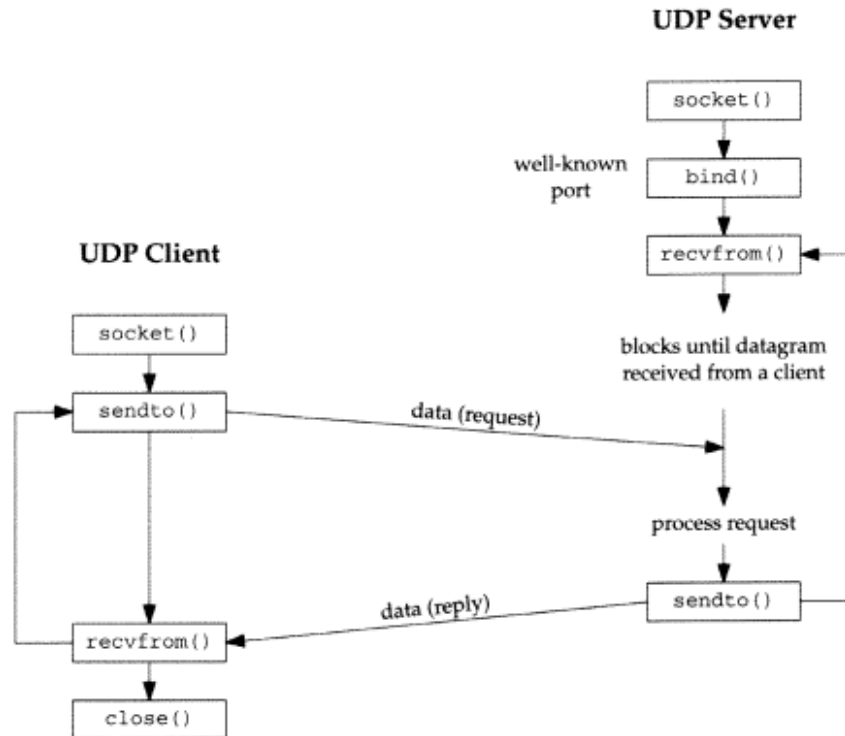 UDP Server
socket()
well-known
port
bind()
UDP Client
recvfrom()
socket()
blocks until datagram
received from a client
sendto()
data (request)
process request
data (reply)
sendto()
recvfrom()
close()